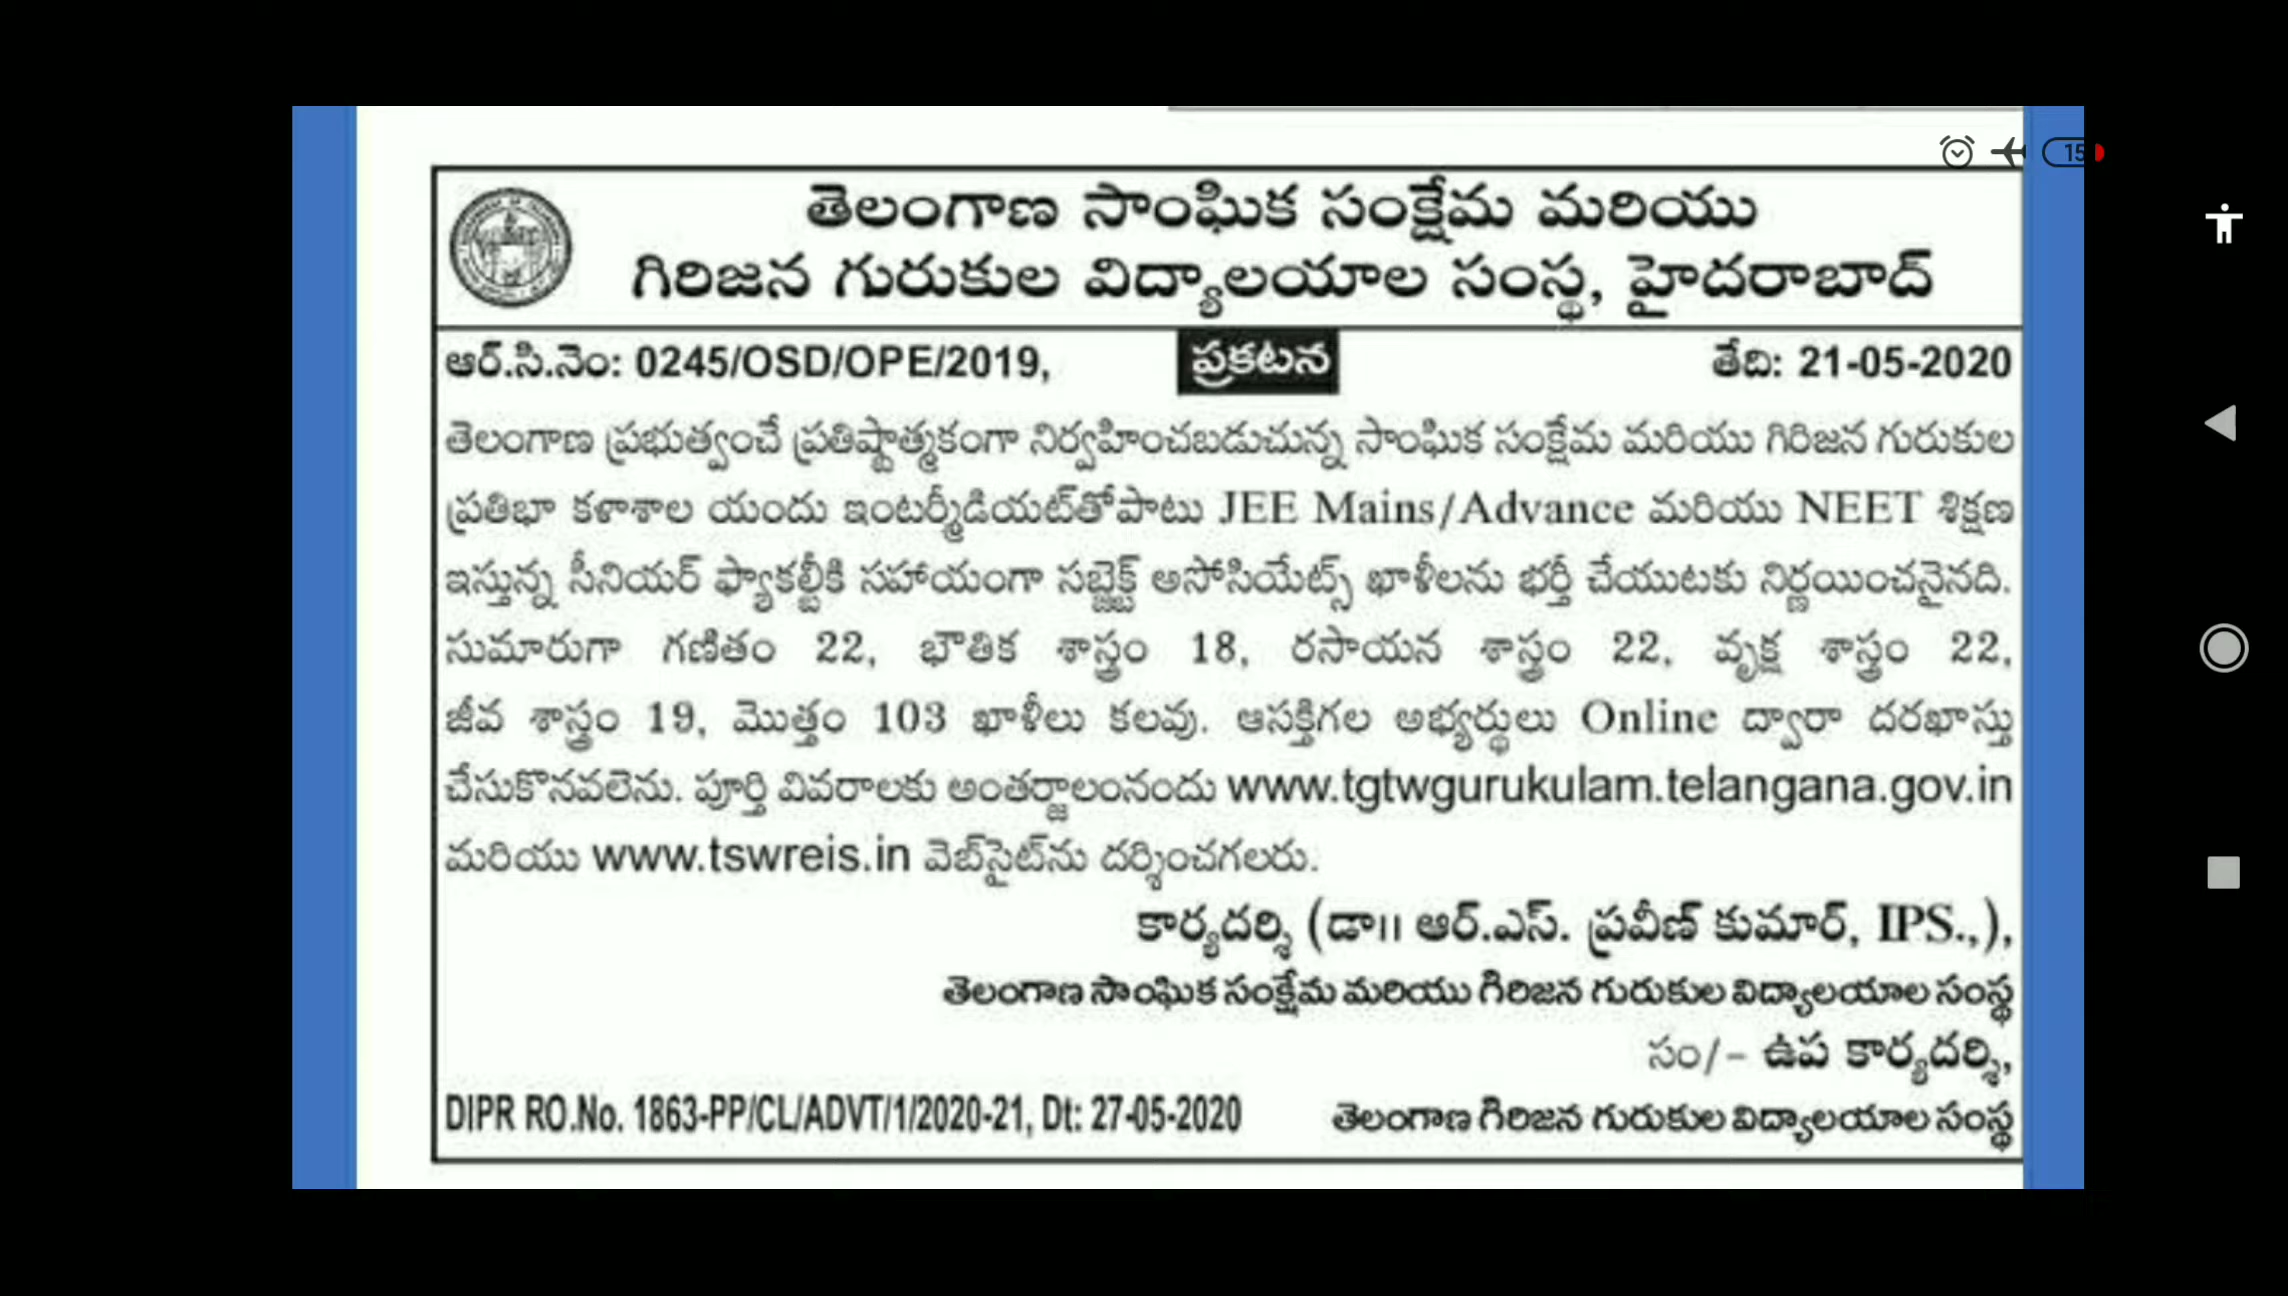 15
తెలంగాణ సాంఘిక సంక్షేమ మరియు
గిరిజన గురుకుల విద్యాలయాల సంస్థ, హైదరాబాద్
ఆర్.సి.నెం: 0245/OSD/OPE/2019, ప్రకటన తేది: 21-05-2020
తెలంగాణ ప్రభుత్వంచే ప్రతిష్టాత్మకంగా నిర్వహించబడుచున్న సాంఘిక సంక్షేమ మరియు గిరిజన గురుకుల
ప్రతిభా కళాశాల యందు ఇంటర్మీడియట్‌తోపాటు JEE Mains/Advance మరియు NEET శిక్షణ
ఇస్తున్న సీనియర్ ఫ్యాకల్టీకి సహాయంగా సబ్జెక్ట్ అసోసియేట్స్ ఖాళీలను భర్తీ చేయుటకు నిర్ణయించనైనది.
సుమారుగా గణితం 22, భౌతిక శాస్త్రం 18, రసాయన శాస్త్రం 22, వృక్ష శాస్త్రం 22,
జీవ శాస్త్రం 19, మొత్తం 103 ఖాళీలు కలవు. ఆసక్తిగల అభ్యర్థులు Online ద్వారా దరఖాస్తు
చేసుకొనవలెను. పూర్తి వివరాలకు అంతర్జాలంనందు www.tgtwgurukulam.telangana.gov.in
మరియు www.tswreis.in వెబ్‌సైట్‌ను దర్శించగలరు.
కార్యదర్శి (డా॥ ఆర్.ఎస్. ప్రవీణ్ కుమార్, IPS.,),
తెలంగాణ సాంఘిక సంక్షేమ మరియు గిరిజన గురుకుల విద్యాలయాల సంస్థ
సం/- ఉప కార్యదర్శి,
DIPR RO.No. 1863-PP/CL/ADVT/1/2020-21, Dt: 27-05-2020 తెలంగాణ గిరిజన గురుకుల విద్యాలయాల సంస్థ